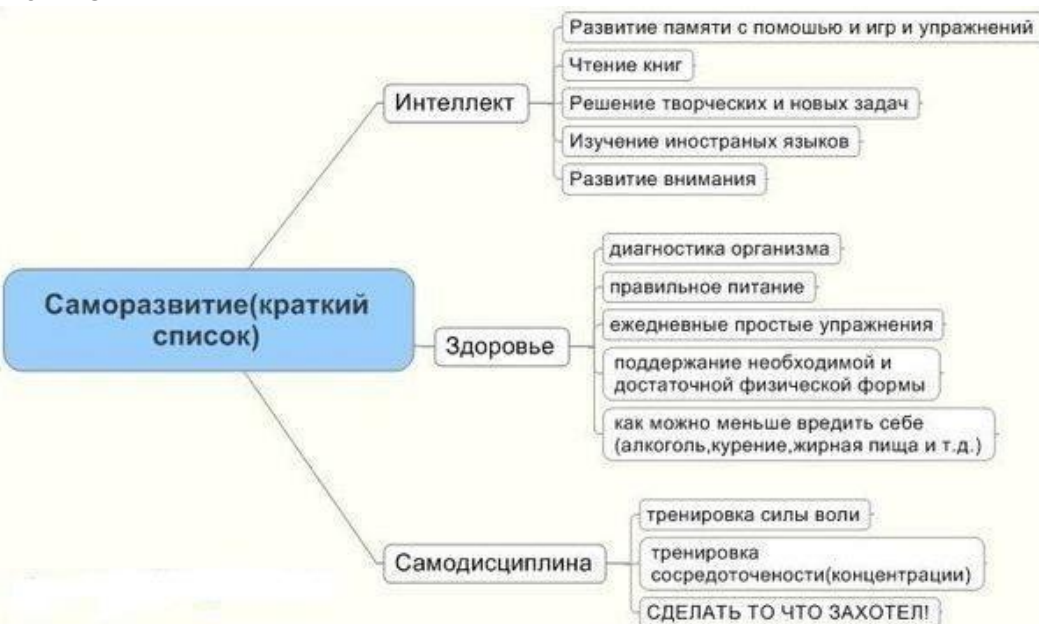 Саморазвитие(краткий
список)
Интеллект
Развитие памяти с помошью и игр и упражнений
Чтение книг
Решение творческих и новых задач
Изучение иностраных языков
Развитие внимания
Здоровье
диагностика организма
правильное питание
ежедневные простые упражнения
поддержание необходимой и
достаточной физической формы
как можно меньше вредить себе
(алкоголь,курение,жирная пища и т.д.)
Самодисциплина
тренировка силы воли
тренировка
сосредоточености(концентрации)
СДЕЛАТЬ ТО ЧТО ЗАХОТЕЛ!